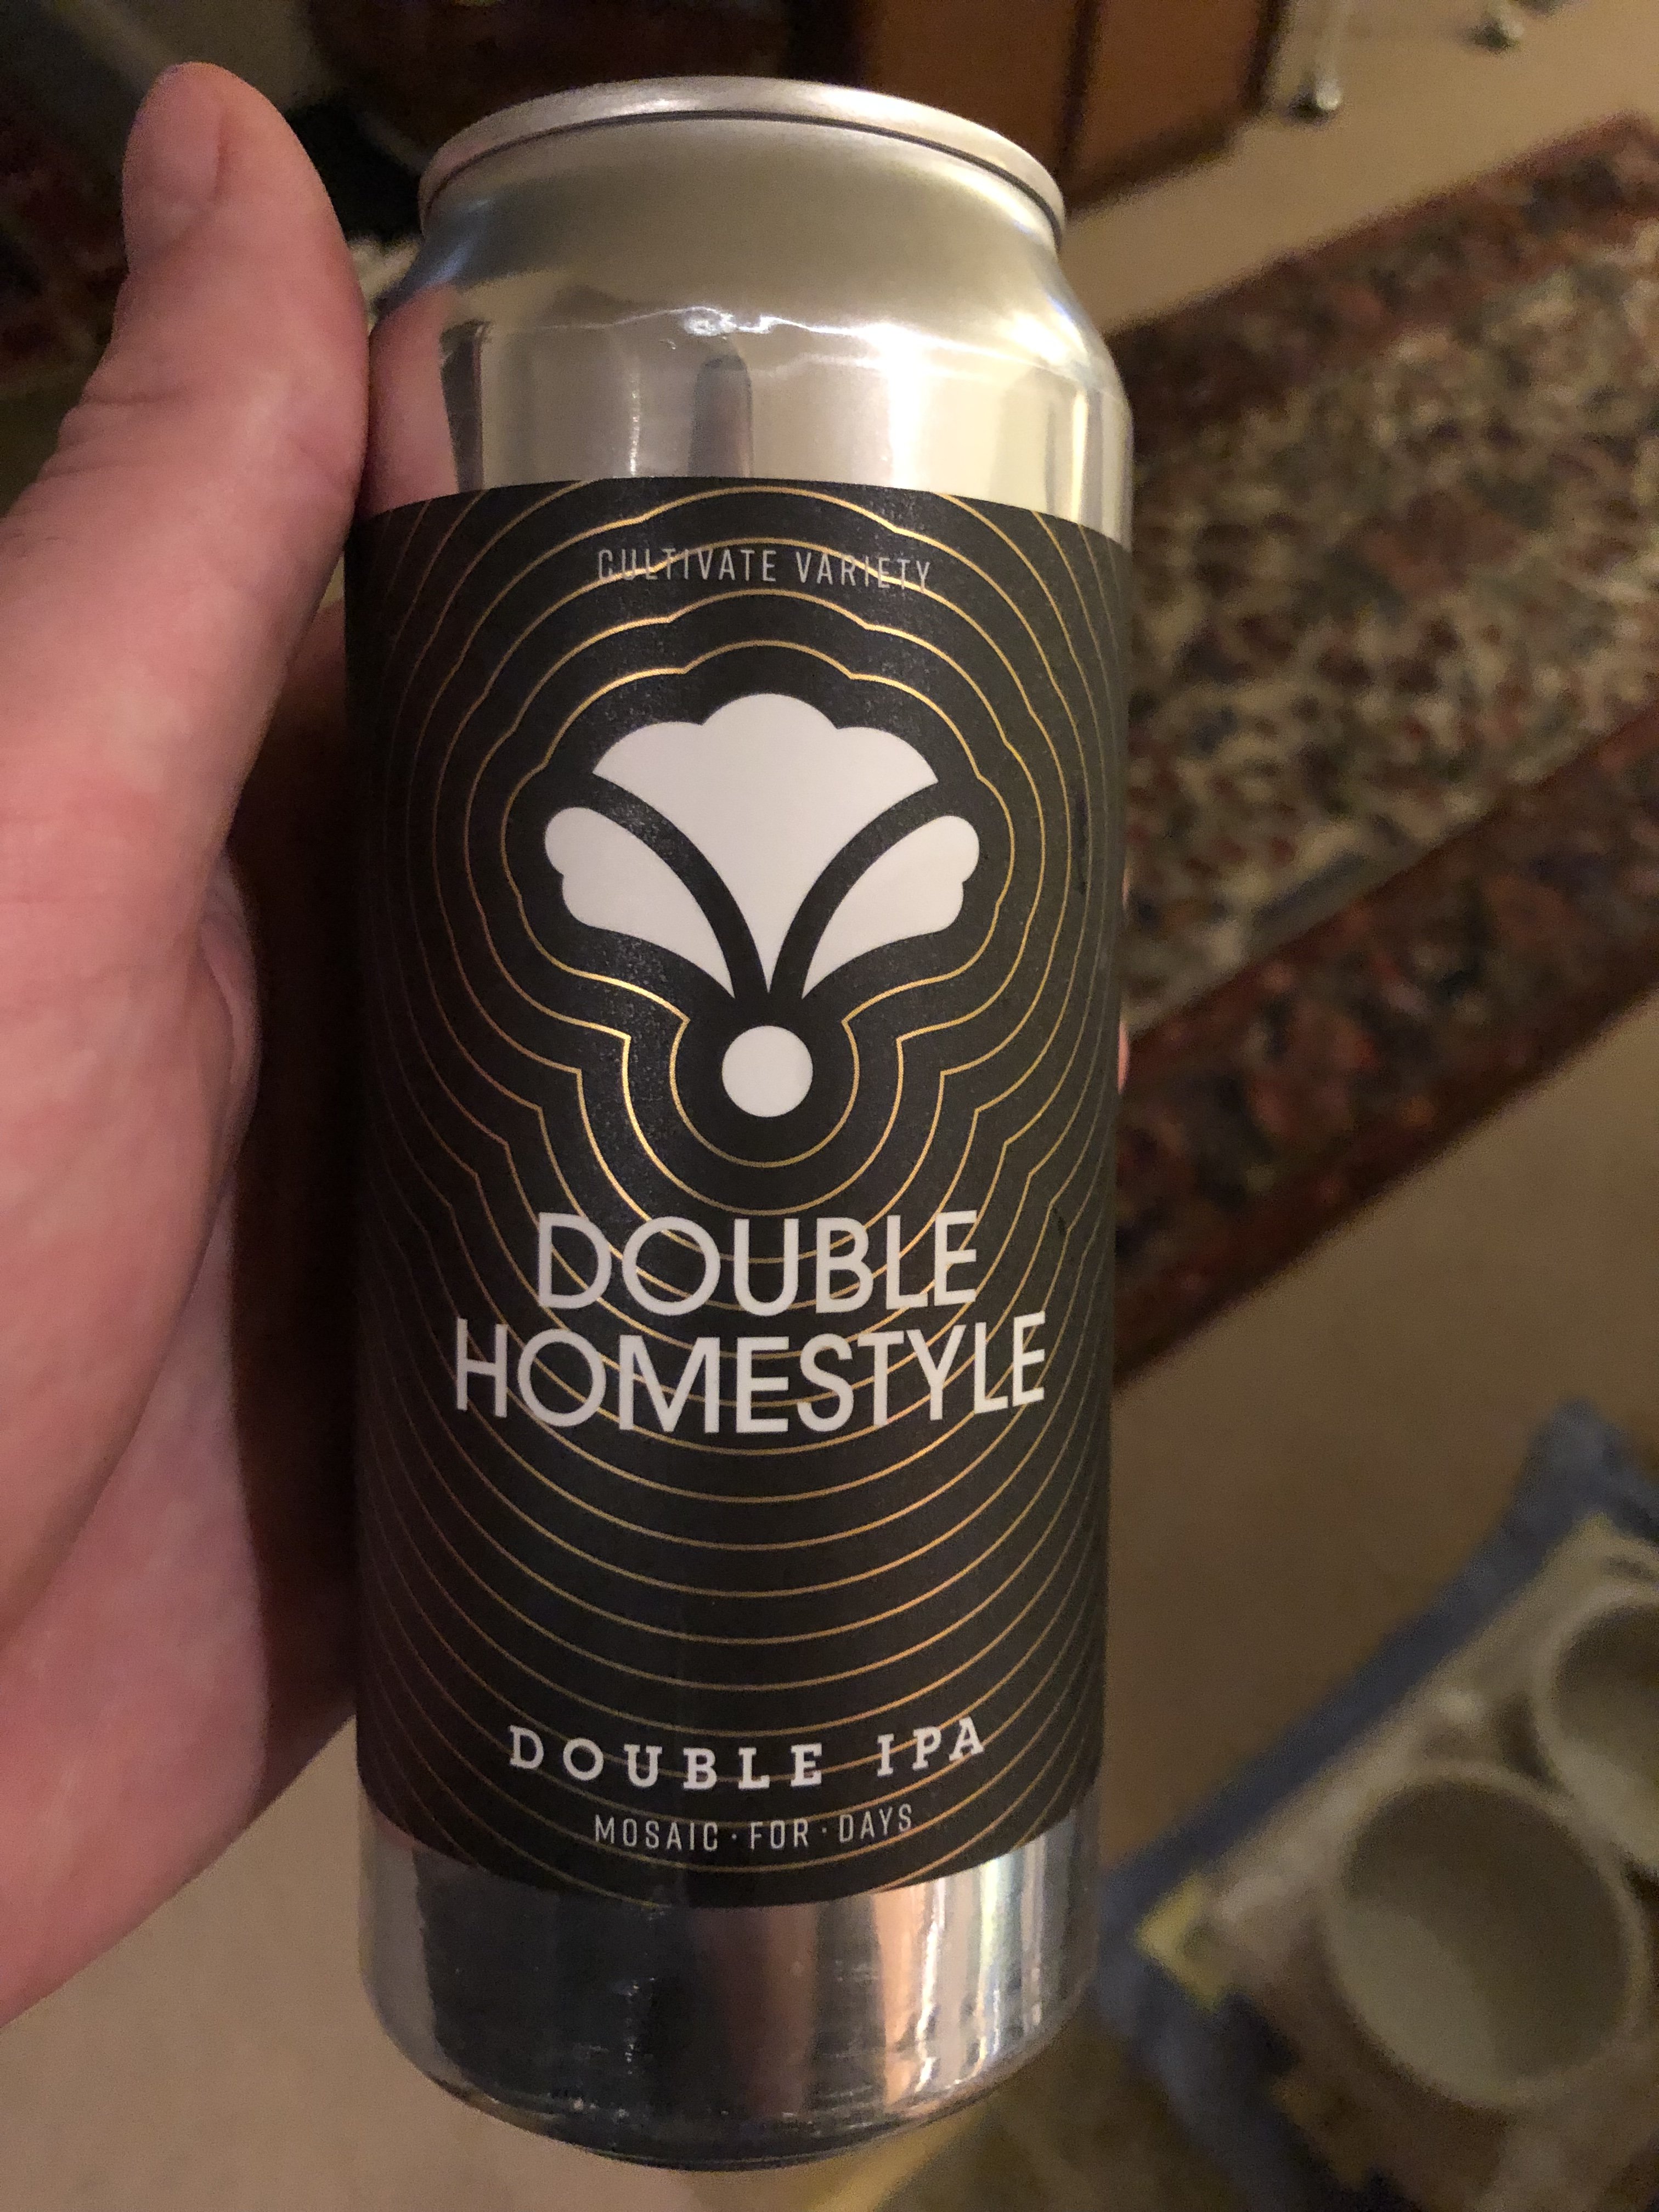 CULTIVATE VARIETY
DOUBLE
HOMESTYLE
DOUBLE IPA
MOSAIC·FOR·DAYS